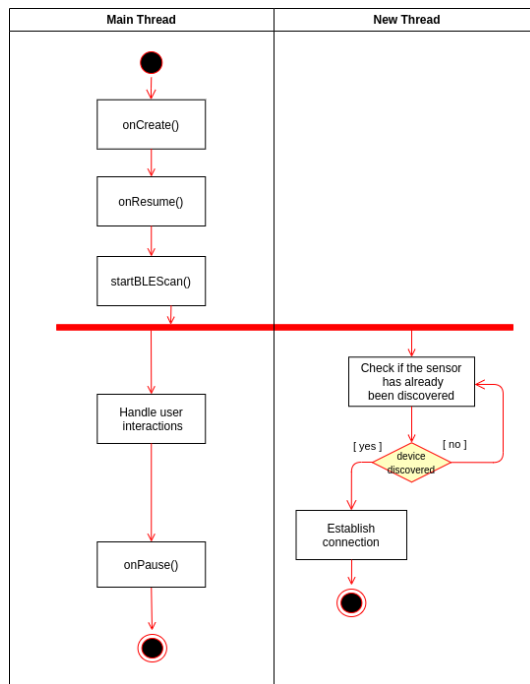 Main Thread
New Thread
onCreate()
onResume()
startBLEScan()
Check if the sensor
has already
been discovered
Handle user
interactions
[ yes ]
[ no ]
device
discovered
Establish
connection
onPause()